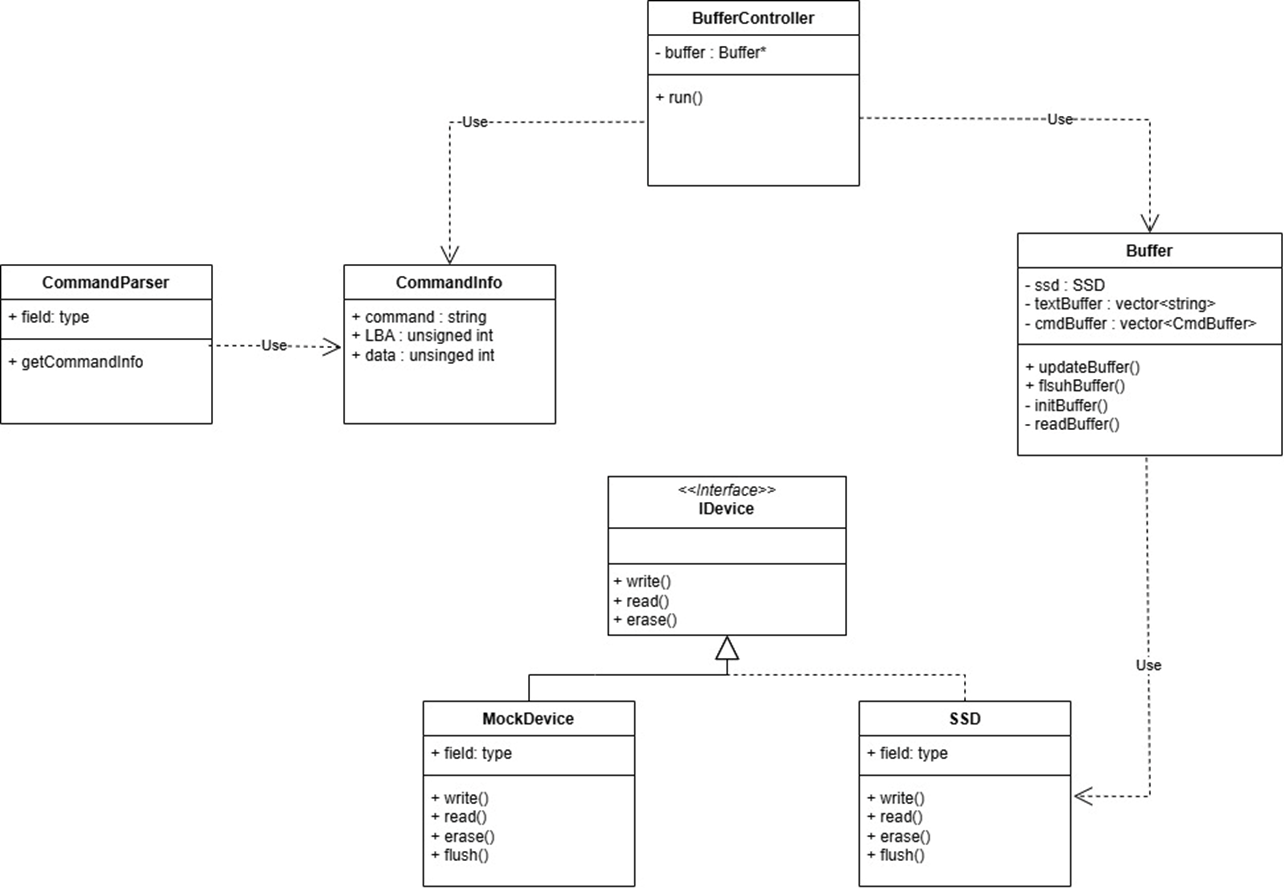 BufferController
- buffer : Buffer*
+ run()
Use
Use
CommandParser
+ field: type
+ getCommandInfo
Use
CommandInfo
+ command : string
+ LBA : unsigned int
+ data : unsinged int
Buffer
- ssd : SSD
- textBuffer : vector<string>
- cmdBuffer : vector<CmdBuffer>
+ updateBuffer()
+ flsuhBuffer()
- initBuffer()
- readBuffer()
<<Interface>>
IDevice
+ write()
+ read()
+ erase()
Use
MockDevice
+ field: type
+ write()
+ read()
+ erase()
+ flush()
SSD
+ field: type
+ write()
+ read()
+ erase()
+ flush()